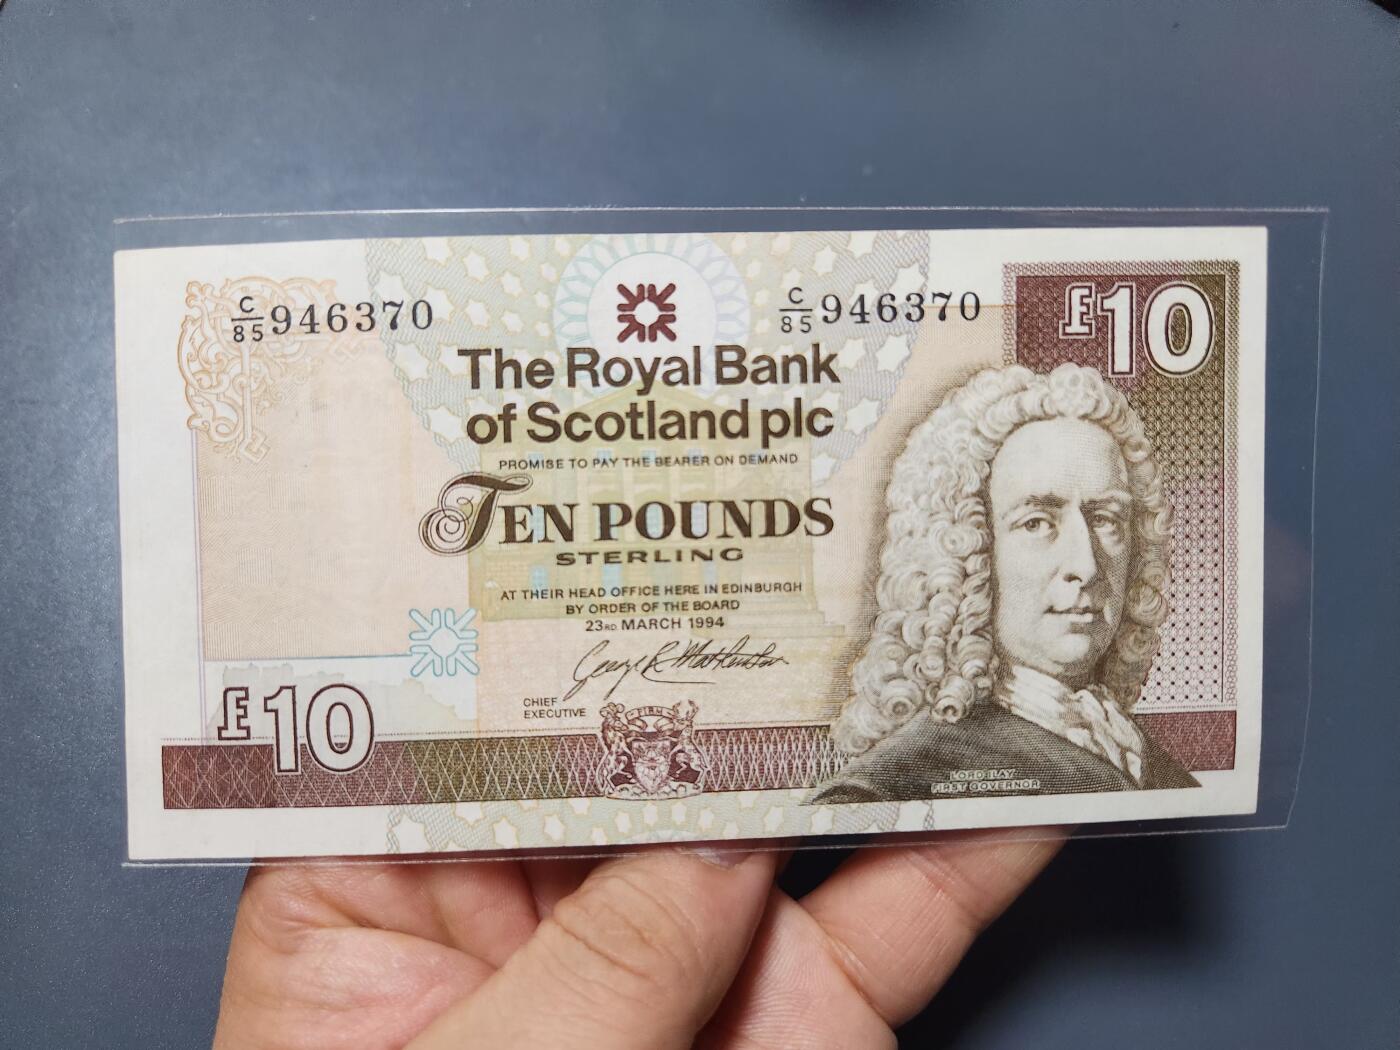 C/85 946370
C/85 946370
£10
The Royal Bank
of Scotland plc
PROMISE TO PAY THE BEARER ON DEMAND
TEN POUNDS
STERLING
AT THEIR HEAD OFFICE HERE IN EDINBURGH
BY ORDER OF THE BOARD
23RD MARCH 1994
CHIEF
EXECUTIVE
£10
FIRM
LORD ILAY
FIRST GOVERNOR